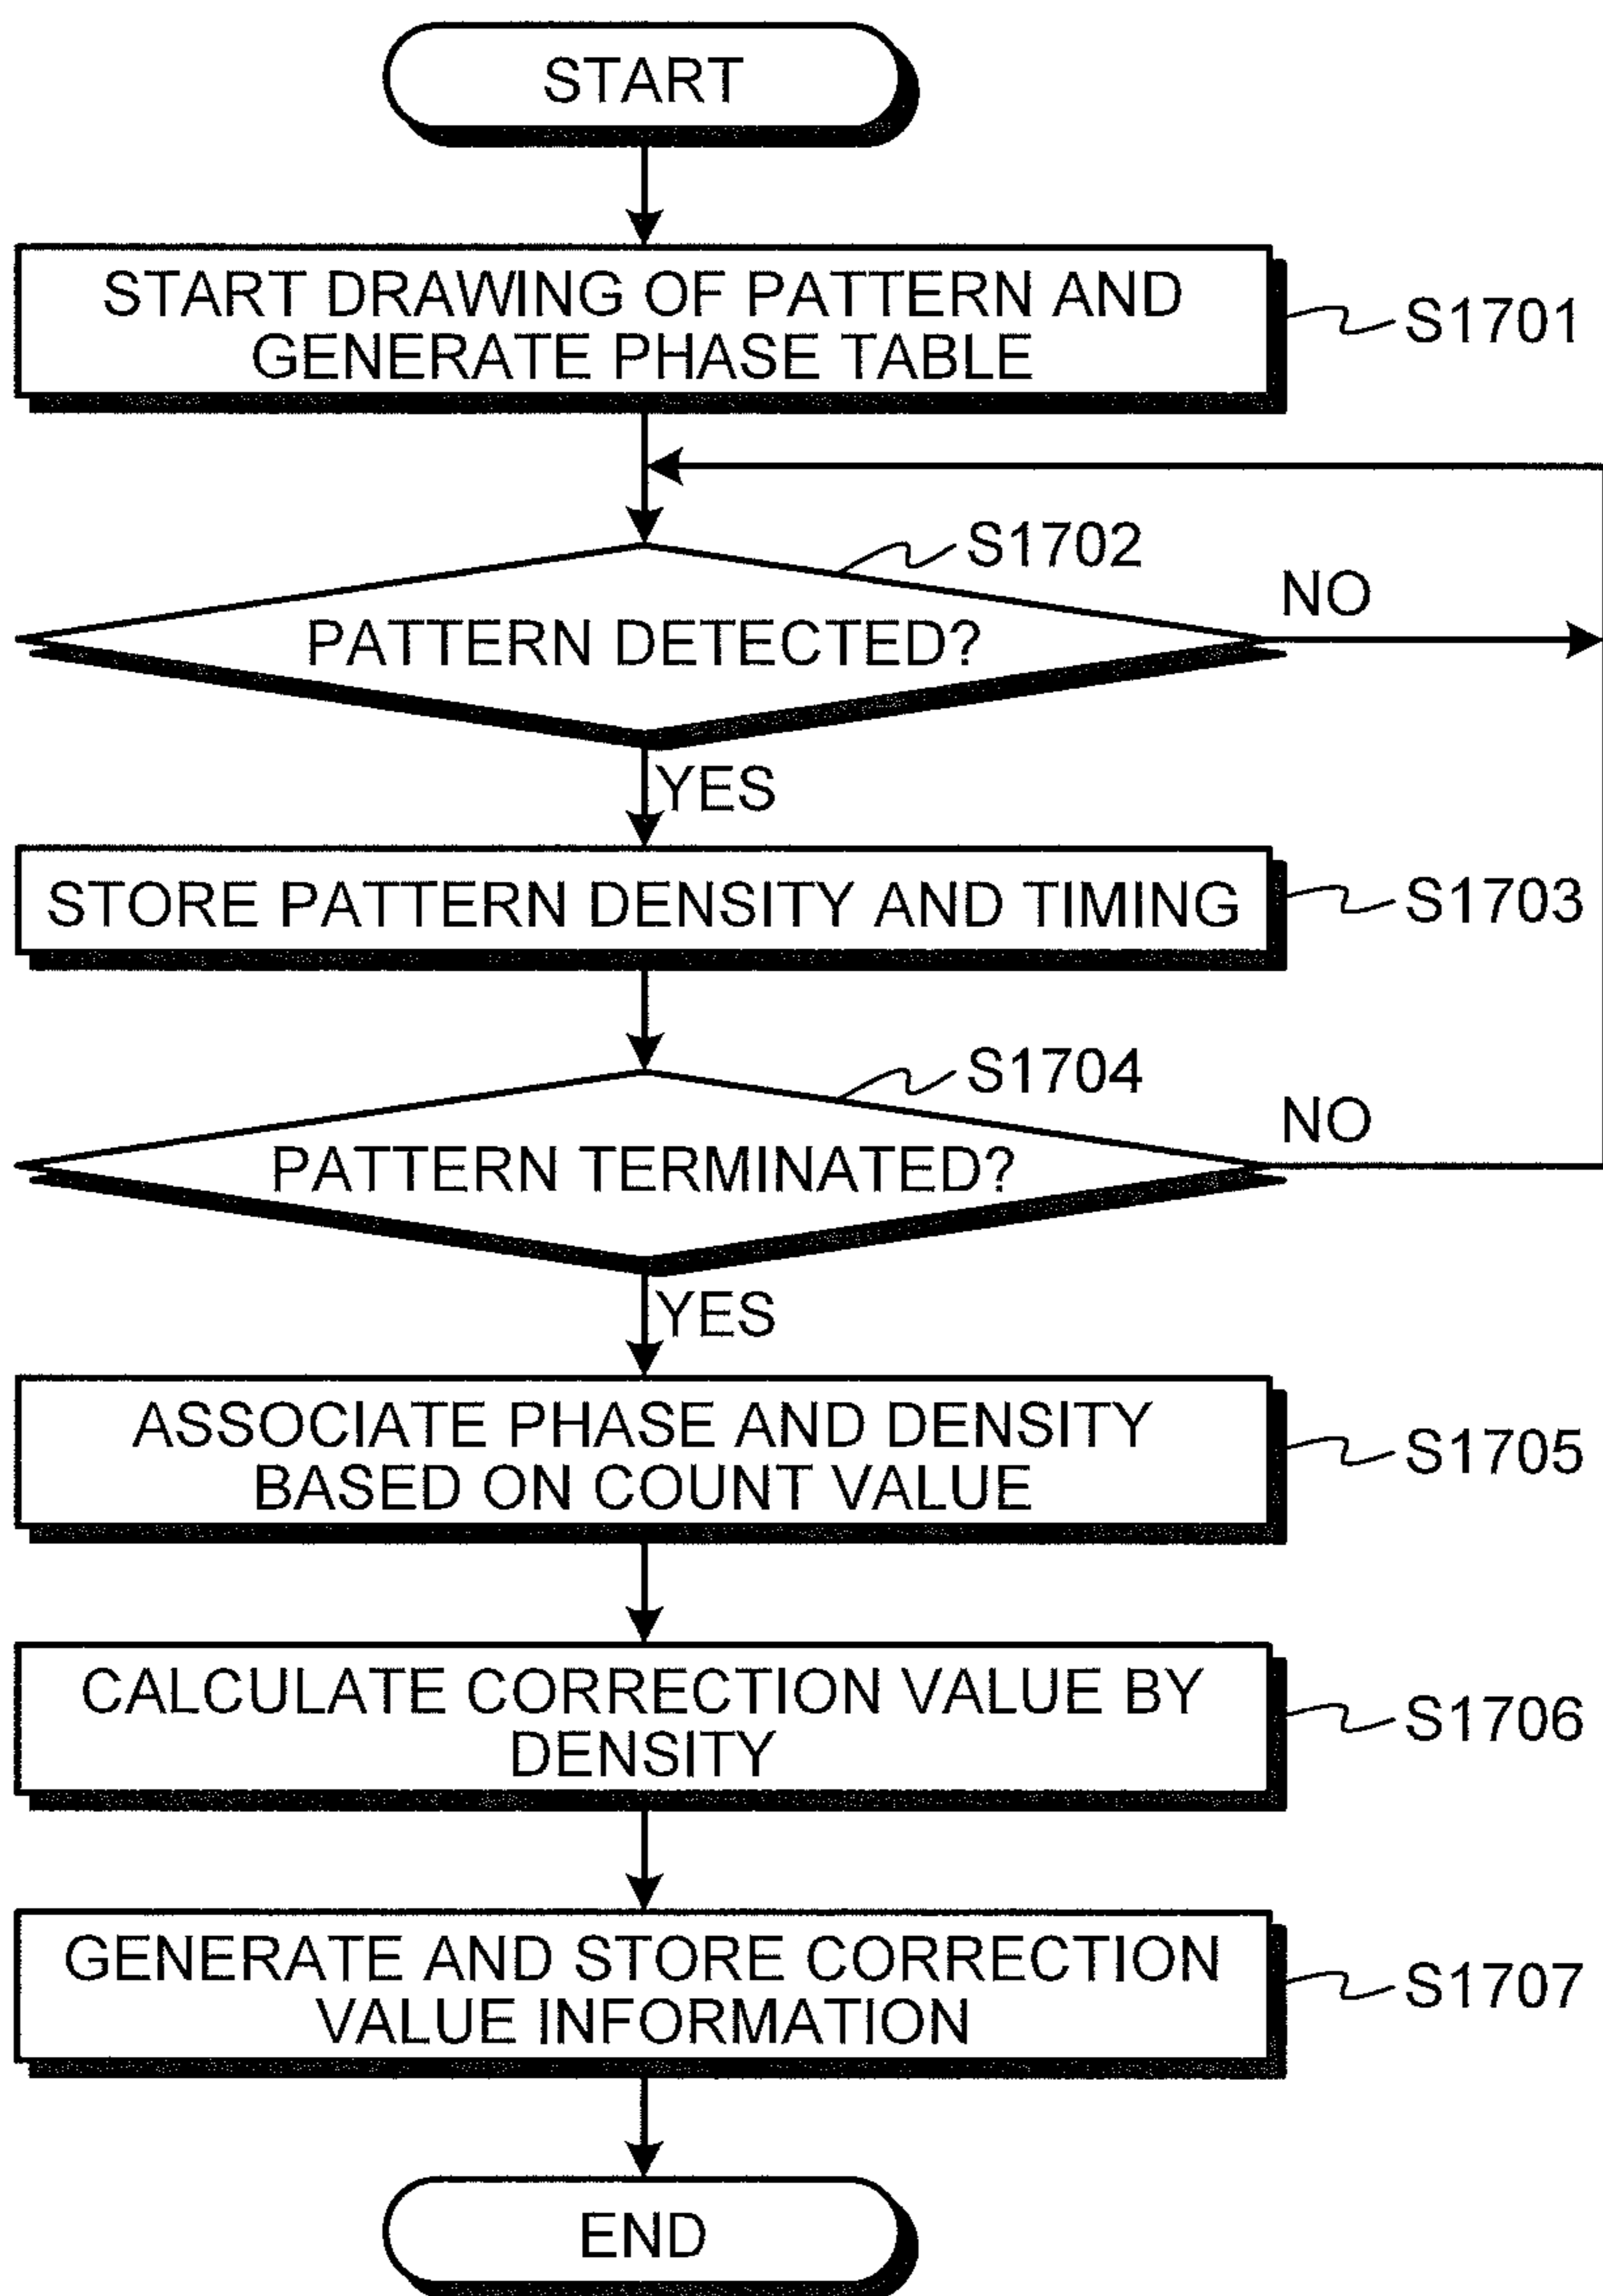 START
START DRAWING OF PATTERN AND
GENERATE PHASE TABLE
S1701
S1702
PATTERN DETECTED?
NO
YES
STORE PATTERN DENSITY AND TIMING
S1703
S1704
PATTERN TERMINATED?
NO
YES
ASSOCIATE PHASE AND DENSITY
BASED ON COUNT VALUE
S1705
CALCULATE CORRECTION VALUE BY
DENSITY
S1706
GENERATE AND STORE CORRECTION
VALUE INFORMATION
S1707
END